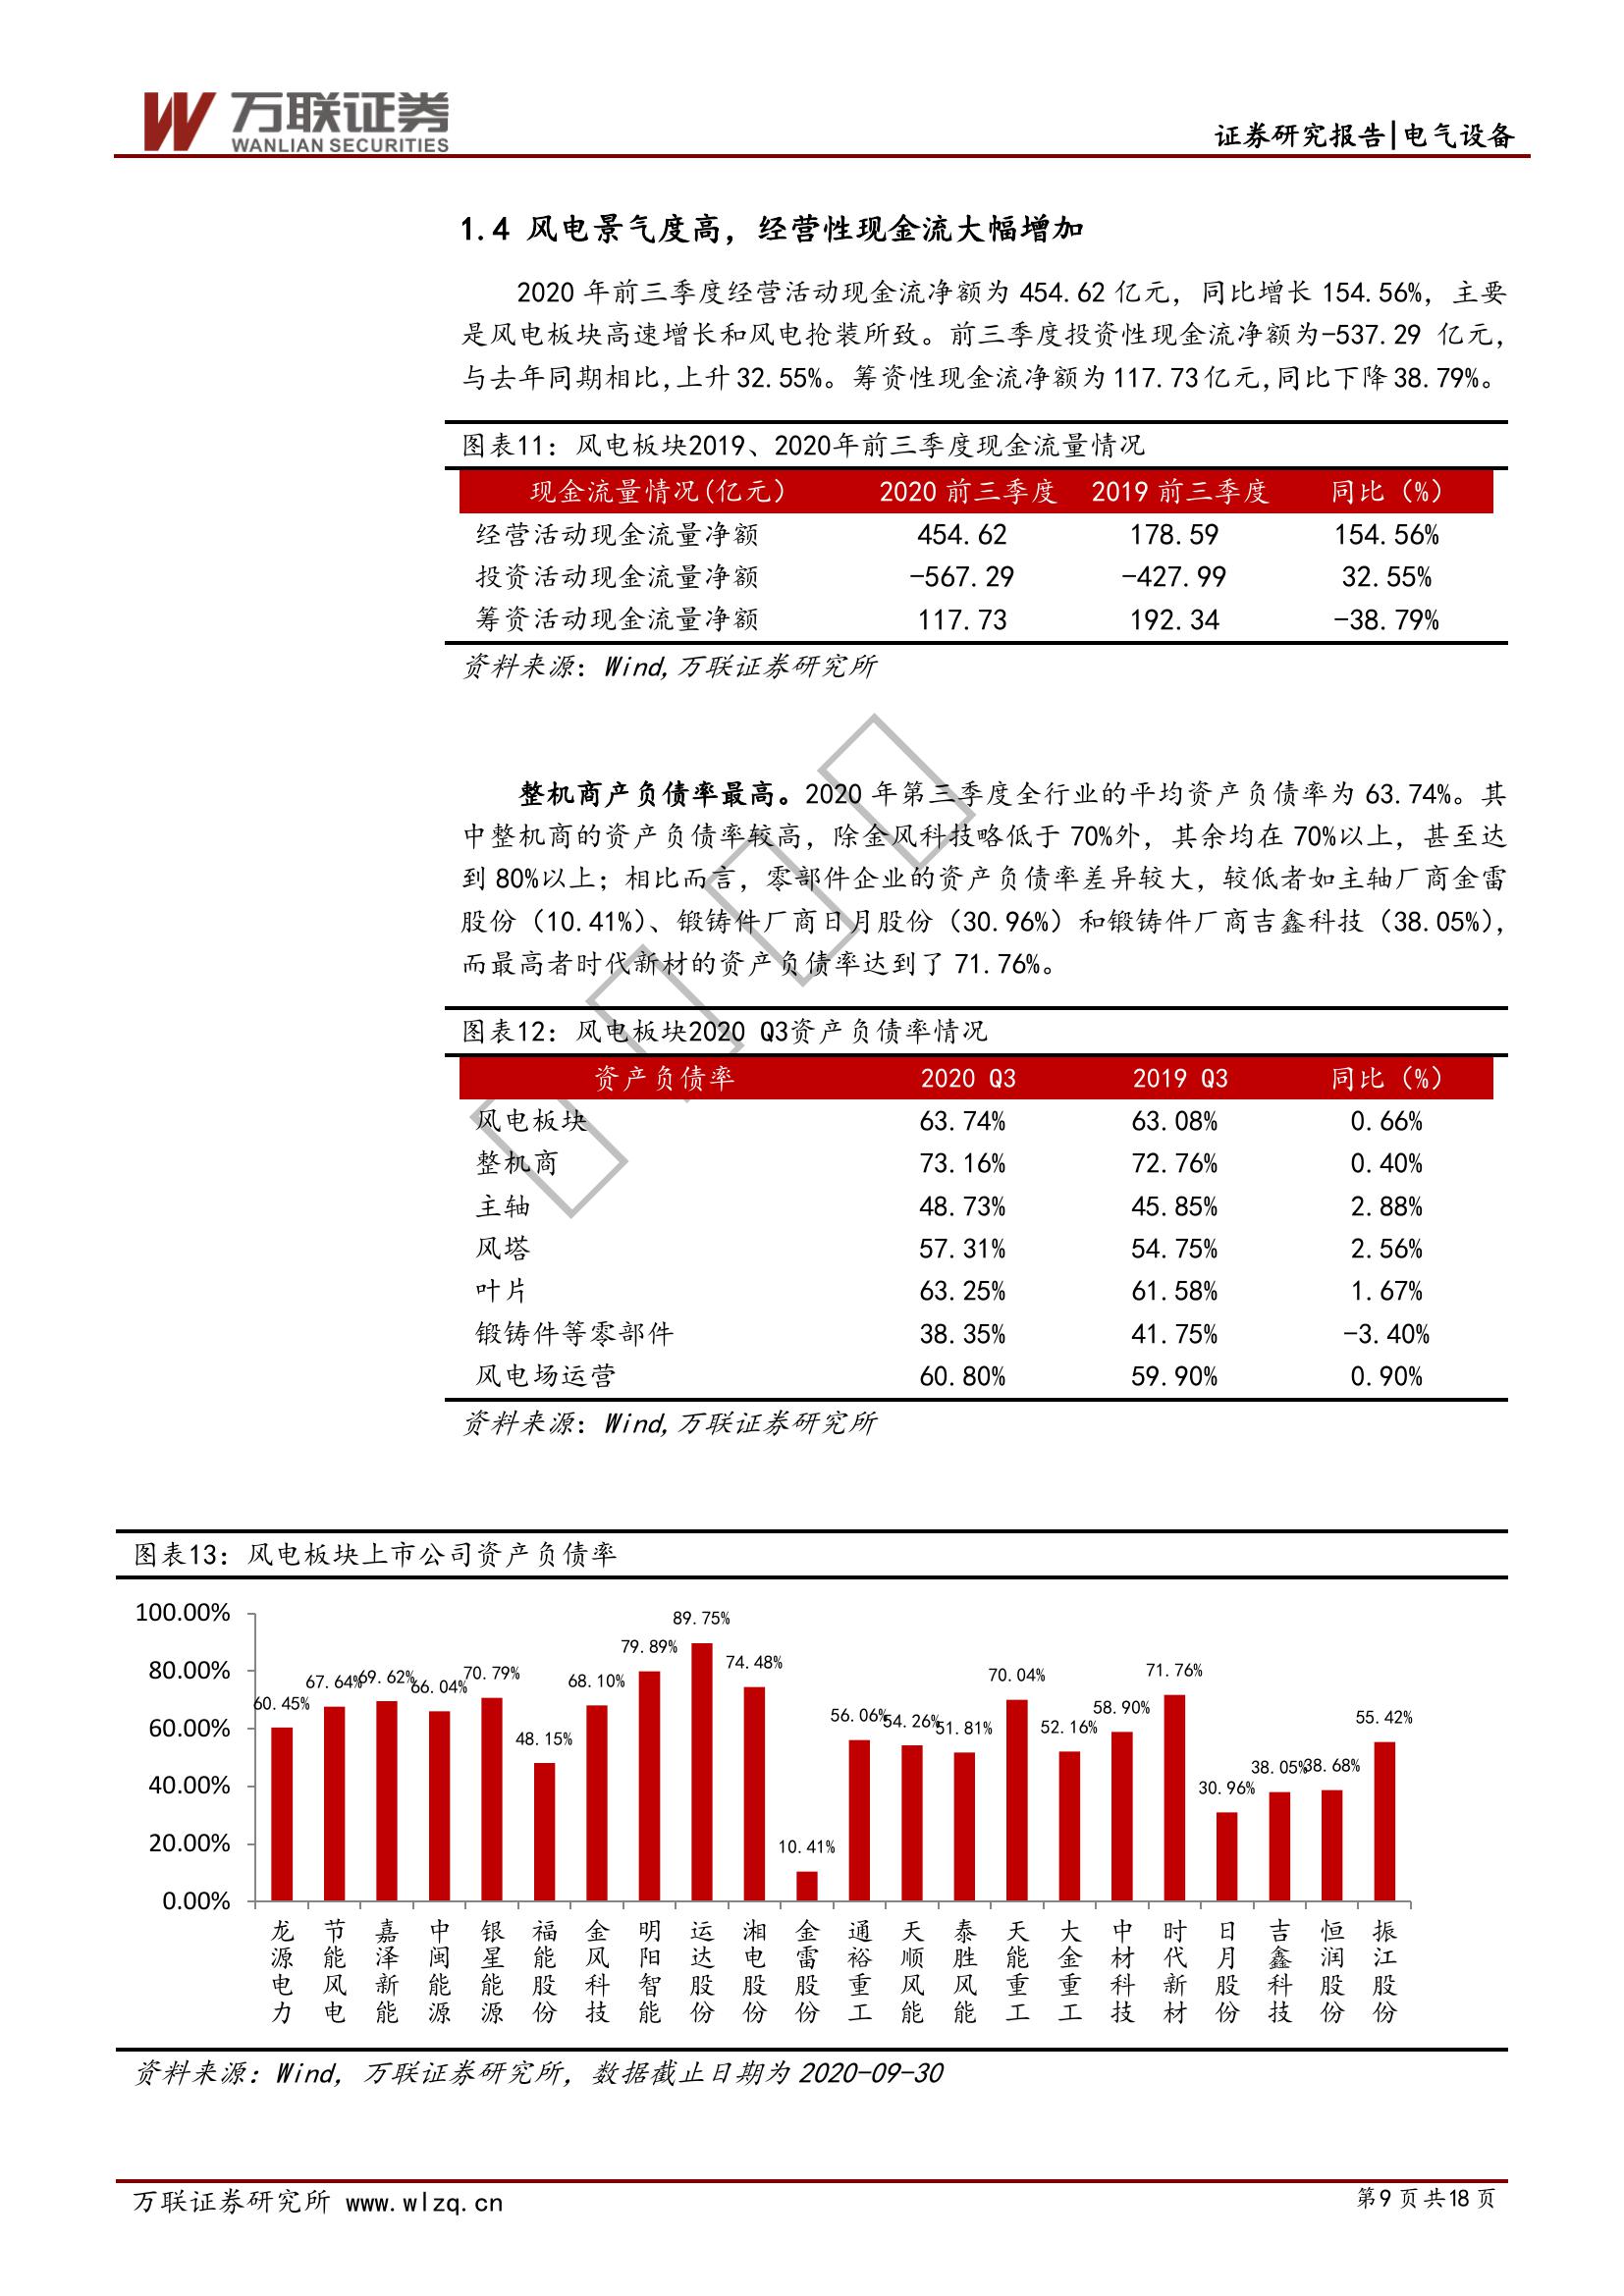 万联证券
WANLIAN SECURITIES
证券研究报告|电气设备
1.4 风电景气度高，经营性现金流大幅增加
2020 年前三季度经营活动现金流净额为 454.62 亿元，同比增长 154.56%，主要
是风电板块高速增长和风电抢装所致。前三季度投资性现金流净额为-537.29 亿元，
与去年同期相比，上升 32.55%。筹资性现金流净额为 117.73 亿元，同比下降 38.79%。
图表11：风电板块2019、2020年前三季度现金流量情况
现金流量情况(亿元) 2020 前三季度 2019 前三季度 同比（%）
经营活动现金流量净额 454.62 178.59 154.56%
投资活动现金流量净额 -567.29 -427.99 32.55%
筹资活动现金流量净额 117.73 192.34 -38.79%
资料来源：Wind,万联证券研究所
整机商产负债率最高。2020 年第三季度全行业的平均资产负债率为 63.74%。其
中整机商的资产负债率较高，除金风科技略低于 70%外，其余均在 70%以上，甚至达
到 80%以上；相比而言，零部件企业的资产负债率差异较大，较低者如主轴厂商金雷
股份（10.41%）、锻铸件厂商日月股份（30.96%）和锻铸件厂商吉鑫科技（38.05%），
而最高者时代新材的资产负债率达到了 71.76%。
图表12：风电板块2020 Q3资产负债率情况
资产负债率 2020 Q3 2019 Q3 同比（%）
风电板块 63.74% 63.08% 0.66%
整机商 73.16% 72.76% 0.40%
主轴 48.73% 45.85% 2.88%
风塔 57.31% 54.75% 2.56%
叶片 63.25% 61.58% 1.67%
锻铸件等零部件 38.35% 41.75% -3.40%
风电场运营 60.80% 59.90% 0.90%
资料来源：Wind,万联证券研究所
图表13：风电板块上市公司资产负债率
100.00%
80.00%
60.00%
40.00%
20.00%
0.00%
60.45% 67.64% 69.62% 66.04% 70.79% 48.15% 68.10% 79.89% 89.75% 74.48% 10.41% 56.06% 54.26% 51.81% 70.04% 52.16% 58.90% 71.76% 30.96% 38.05% 38.68% 55.42%
龙源电力 节能风电 嘉泽新能 中闽能源 银星能源 福能股份 金风科技 明阳智能 运达股份 湘电股份 金雷股份 通裕重工 天顺风能 泰胜风能 天能重工 大金重工 中材科技 时代新材 日月股份 吉鑫科技 恒润股份 振江股份
资料来源：Wind，万联证券研究所，数据截止日期为 2020-09-30
万联证券研究所 www.wlzq.cn
第9页共18页